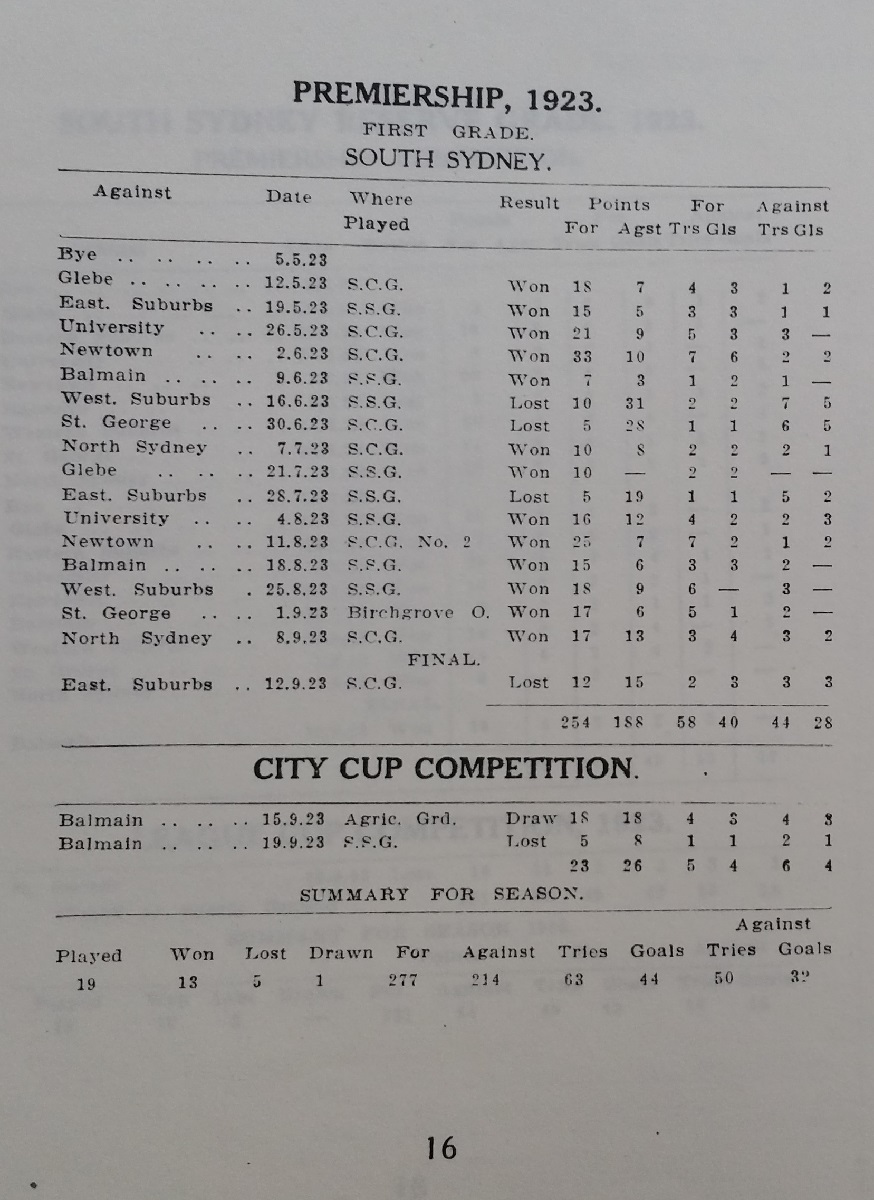 PREMIERSHIP, 1923.
FIRST GRADE.
SOUTH SYDNEY.
Against Date Where Result Points For Against
Played For Agst Trs Gls Trs Gls
Bye .. .. .. .. .. 5.5.23
Glebe .. .. .. .. .. 12.5.23 S.C.G. Won 18 7 4 3 1 2
East. Suburbs .. 19.5.23 S.S.G. Won 15 5 3 3 1 1
University .. .. 26.5.23 S.C.G. Won 21 9 5 3 3 —
Newtown .. .. 2.6.23 S.C.G. Won 33 10 7 6 2 2
Balmain .. .. .. .. 9.6.23 S.S.G. Won 7 3 1 2 1 —
West. Suburbs .. 16.6.23 S.S.G. Lost 10 31 2 2 7 5
St. George .. .. 30.6.23 S.C.G. Lost 5 28 1 1 6 5
North Sydney .. 7.7.23 S.C.G. Won 10 8 2 2 2 1
Glebe .. .. .. 21.7.23 S.S.G. Won 10 — 2 2 — —
East. Suburbs .. 28.7.23 S.S.G. Lost 5 19 1 1 5 2
University .. .. 4.8.23 S.S.G. Won 16 12 4 2 2 3
Newtown .. .. 11.8.23 S.C.G. No. 2 Won 25 7 7 2 1 2
Balmain .. .. .. .. 18.8.23 S.S.G. Won 15 6 3 3 2 —
West. Suburbs . 25.8.23 S.S.G. Won 18 9 6 — 3 —
St. George .. .. 1.9.23 Birchgrove O. Won 17 6 5 1 2 —
North Sydney .. 8.9.23 S.C.G. Won 17 13 3 4 3 2
FINAL.
East. Suburbs .. 12.9.23 S.C.G. Lost 12 15 2 3 3 3
254 188 58 40 44 28
CITY CUP COMPETITION.
Balmain .. .. .. .. 15.9.23 Agric. Grd. Draw 18 18 4 3 4 3
Balmain .. .. .. .. 19.9.23 S.S.G. Lost 5 8 1 1 2 1
23 26 5 4 6 4
SUMMARY FOR SEASON.
Against
Played Won Lost Drawn For Against Tries Goals Tries Goals
19 13 5 1 277 214 63 44 50 32
16